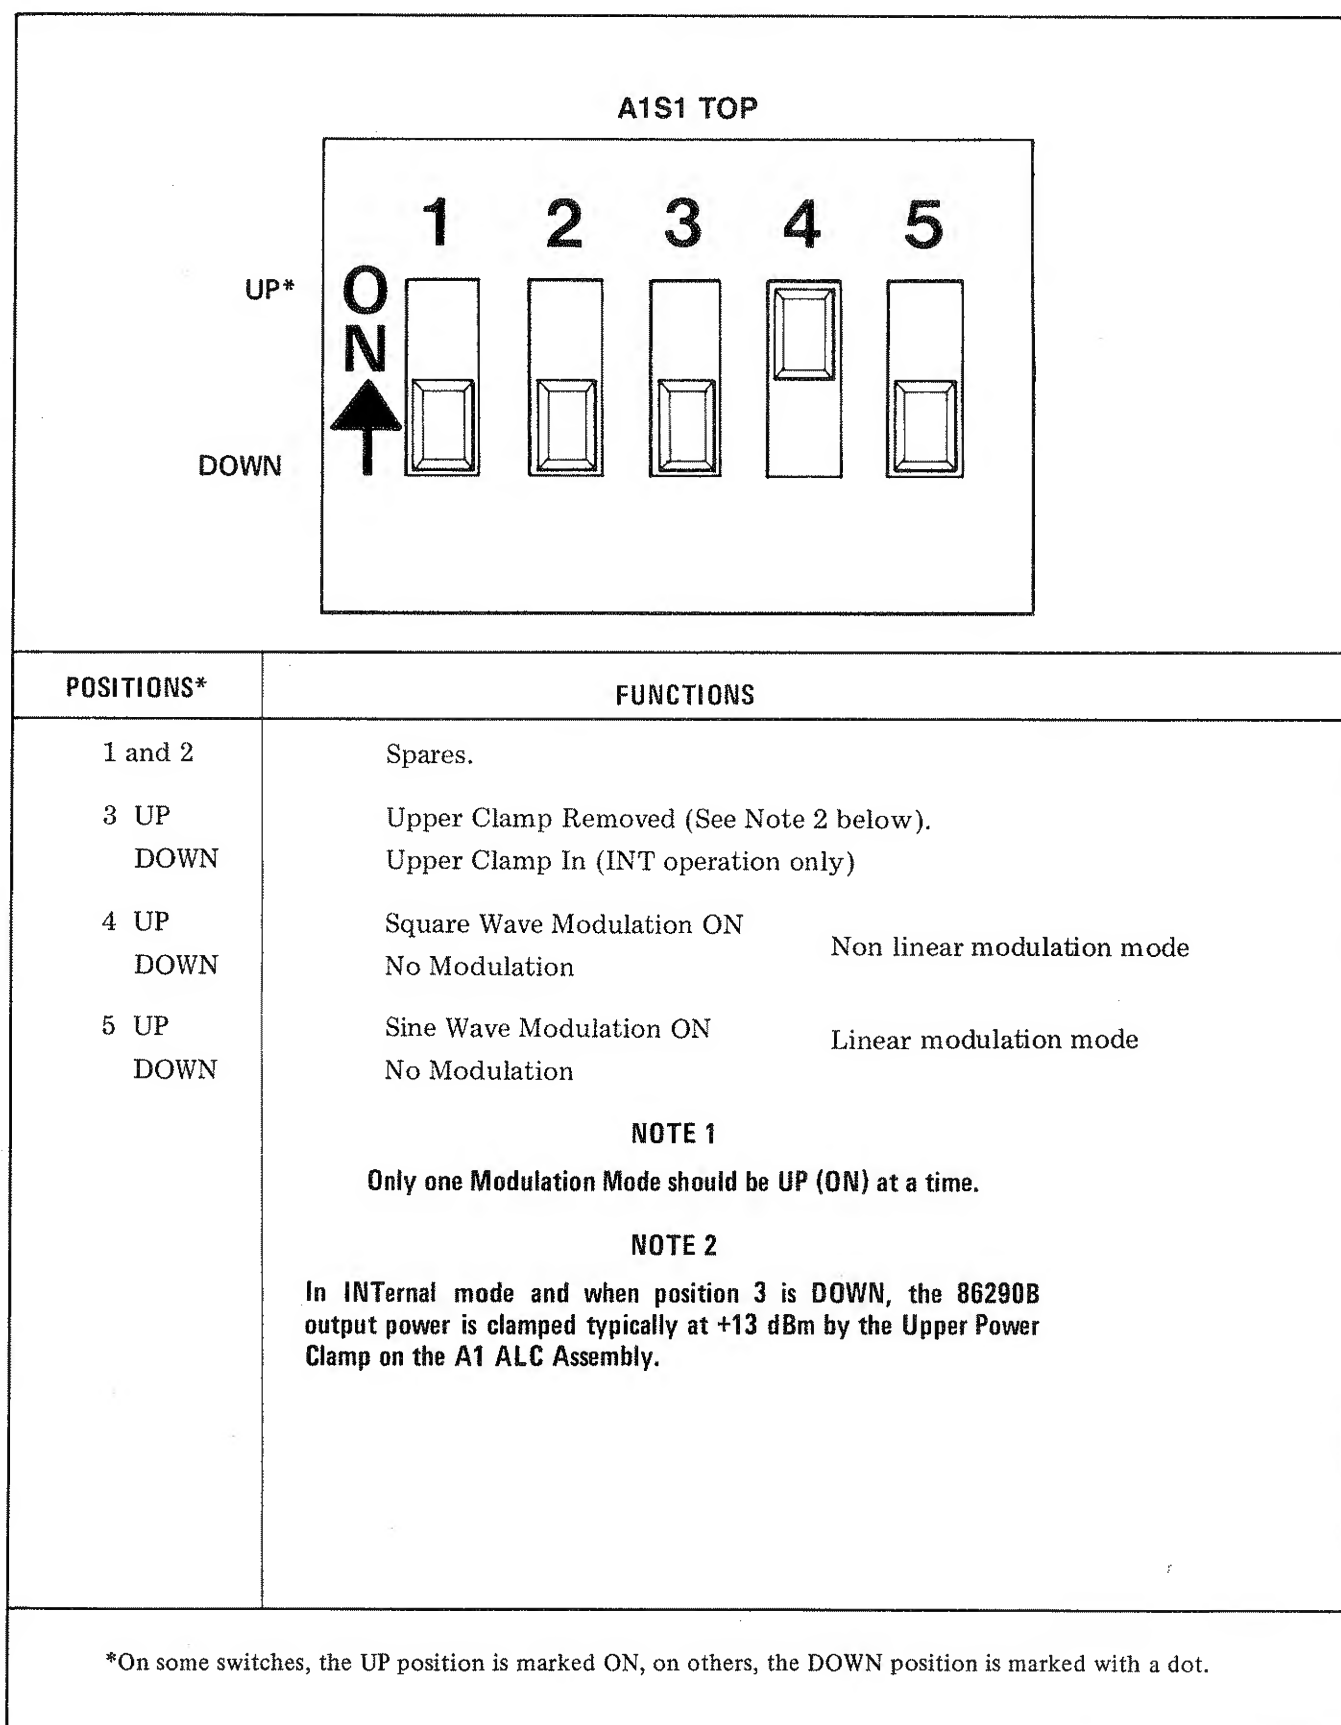 A1S1 TOP
1 2 3 4 5
UP*
ON
DOWN
POSITIONS* FUNCTIONS
1 and 2 Spares.
3 UP Upper Clamp Removed (See Note 2 below).
DOWN Upper Clamp In (INT operation only)
4 UP Square Wave Modulation ON
Non linear modulation mode
DOWN No Modulation
5 UP Sine Wave Modulation ON
Linear modulation mode
DOWN No Modulation
NOTE 1
Only one Modulation Mode should be UP (ON) at a time.
NOTE 2
In INTernal mode and when position 3 is DOWN, the 86290B
output power is clamped typically at +13 dBm by the Upper Power
Clamp on the A1 ALC Assembly.
*On some switches, the UP position is marked ON, on others, the DOWN position is marked with a dot.